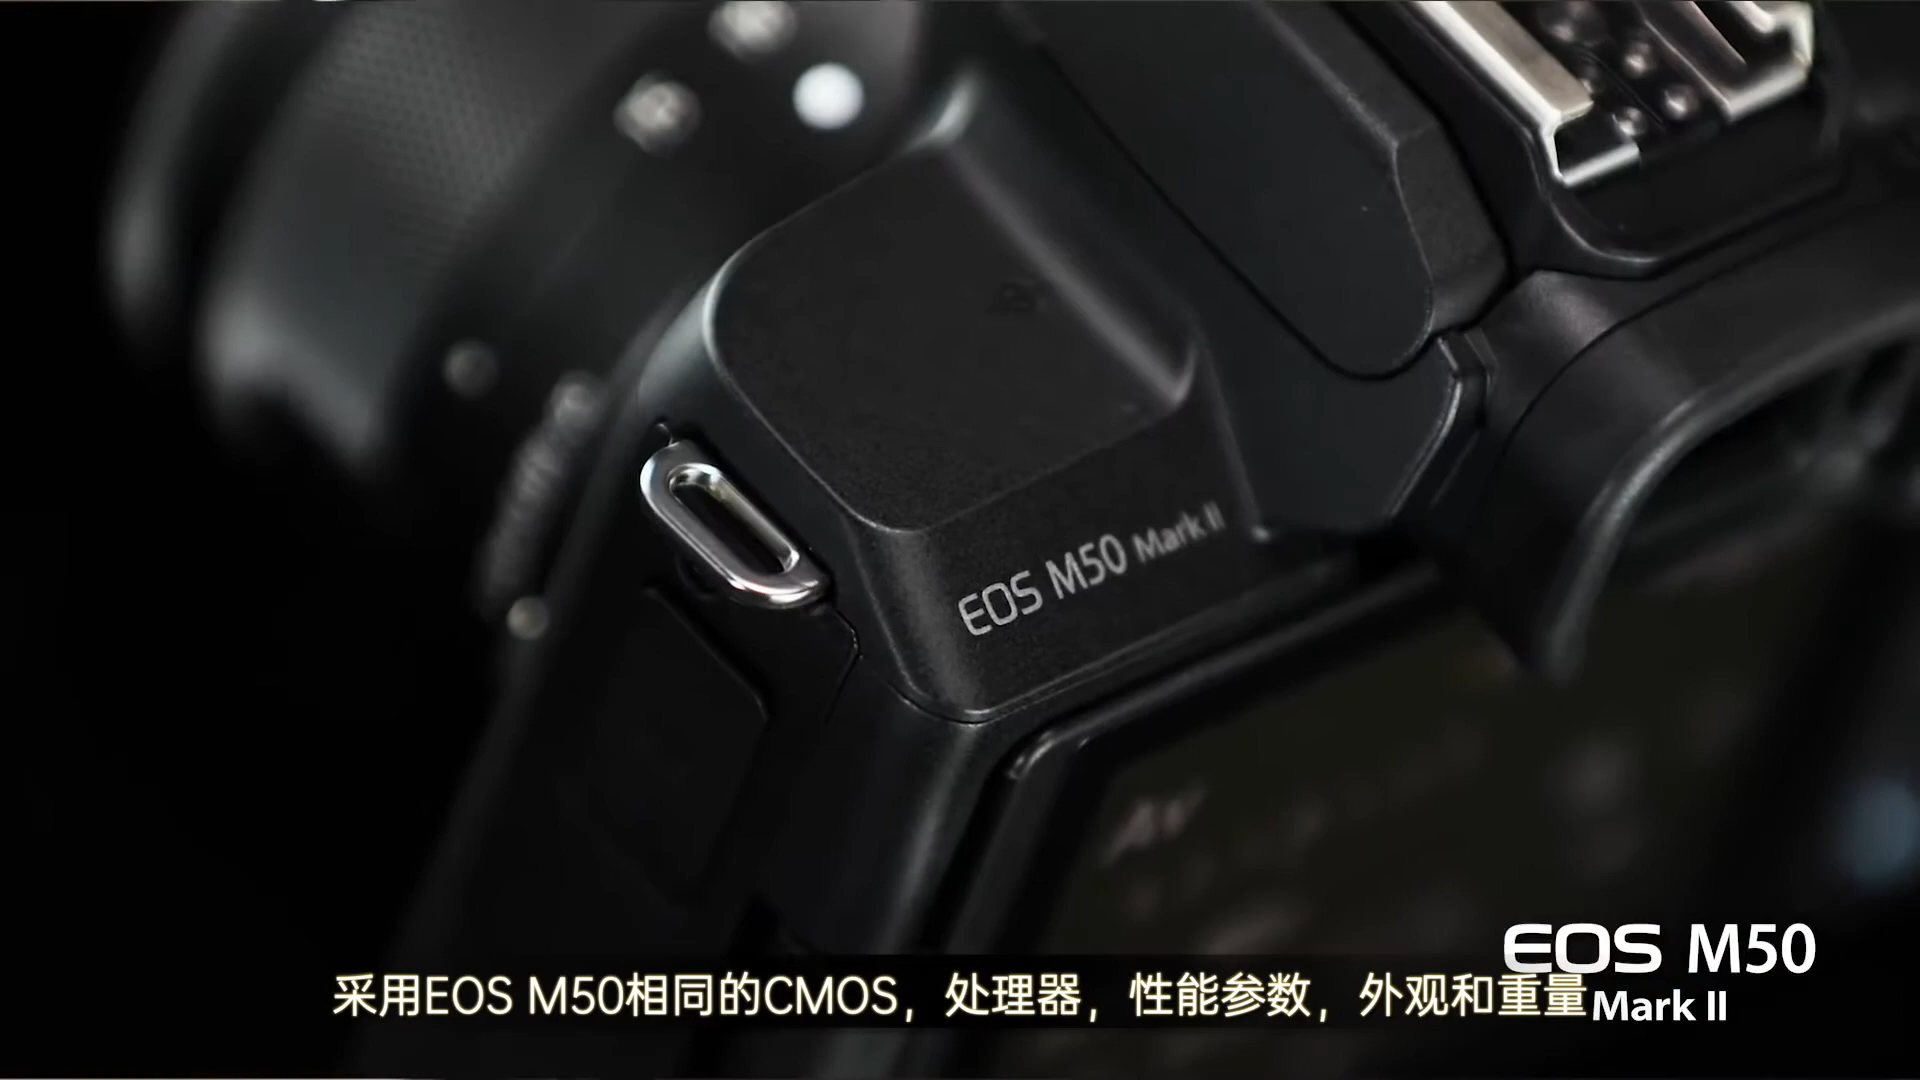 EOS M50 Mark II
Av
EOS M50
Mark II
采用EOS M50相同的CMOS，处理器，性能参数，外观和重量